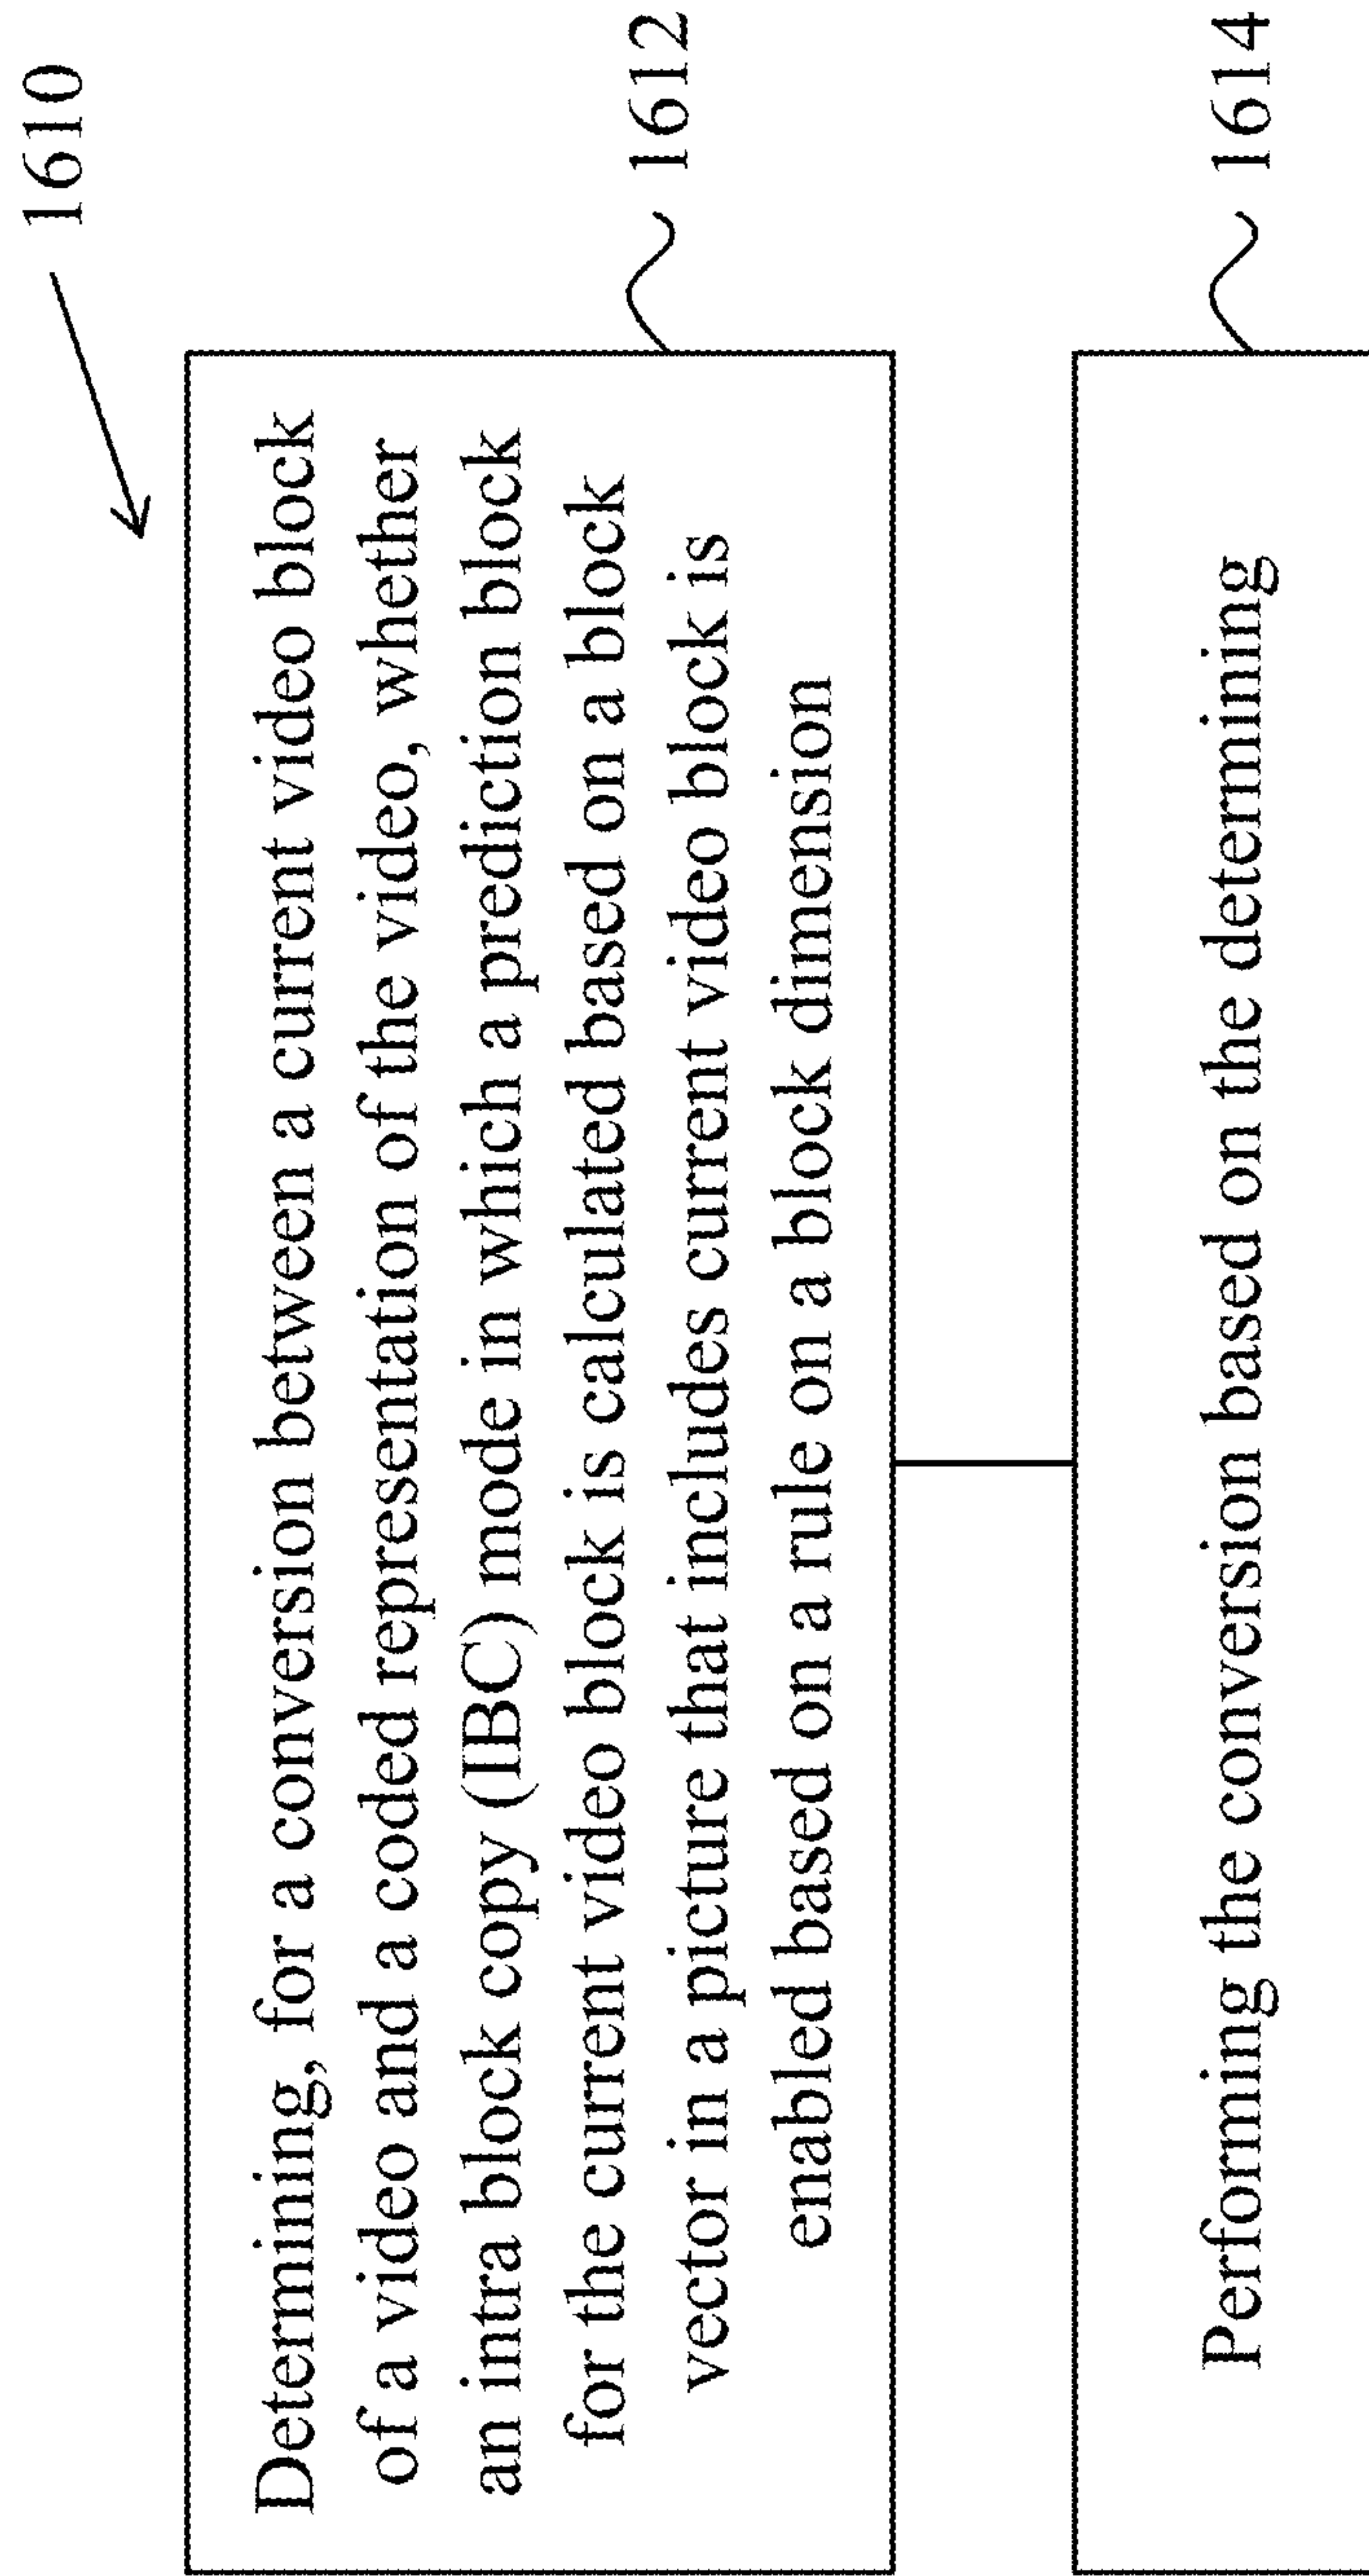 1610
Determining, for a conversion between a current video block
of a video and a coded representation of the video, whether
an intra block copy (IBC) mode in which a prediction block
for the current video block is calculated based on a block
vector in a picture that includes current video block is
enabled based on a rule on a block dimension
1612
Performing the conversion based on the determining
1614